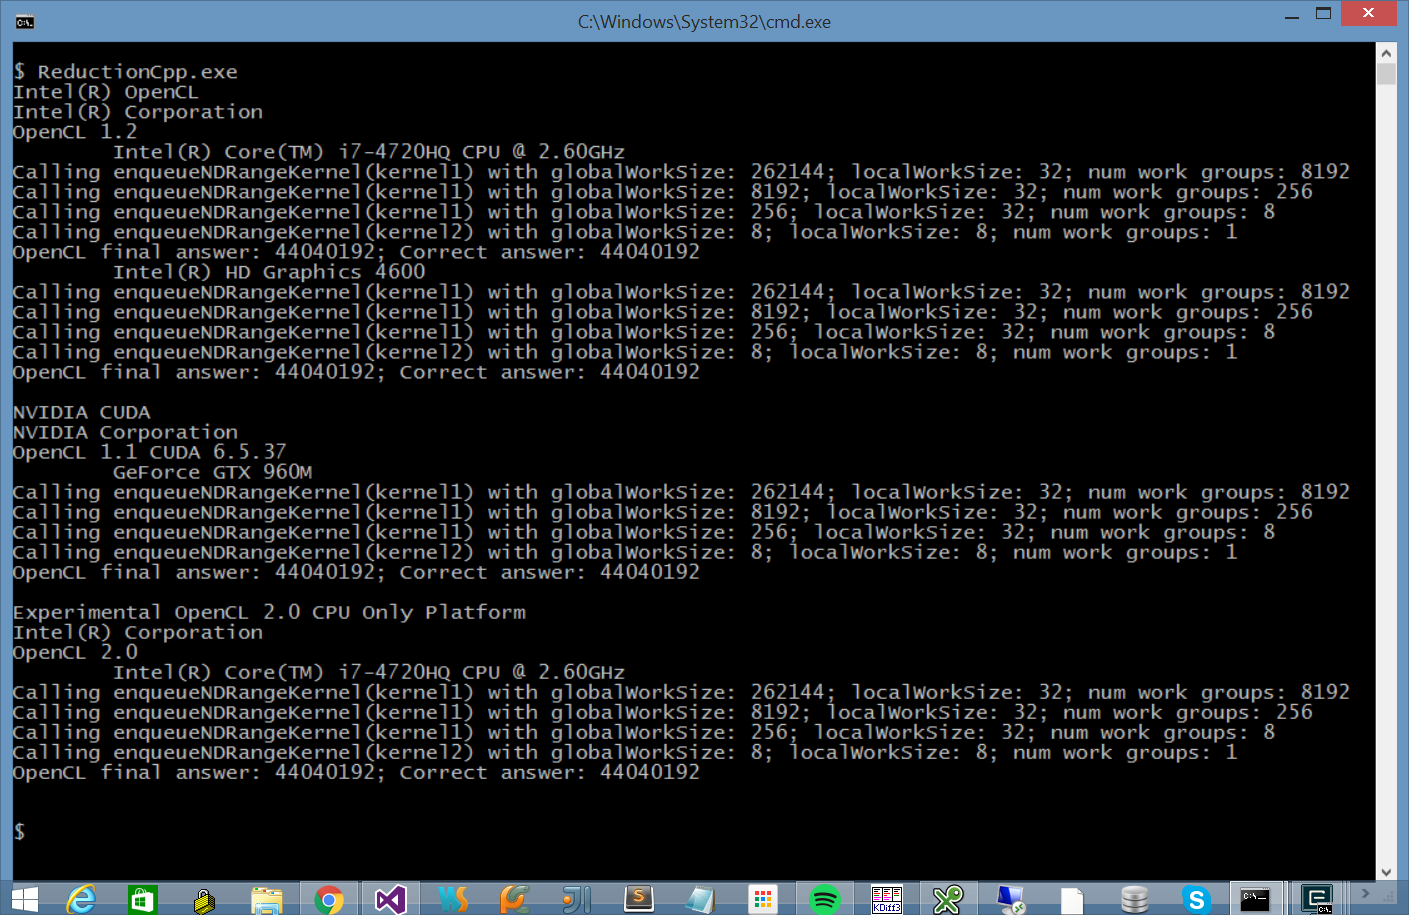 C:\Windows\System32\cmd.exe
$ ReductionCpp.exe
Intel(R) OpenCL
Intel(R) Corporation
OpenCL 1.2
Intel(R) Core(TM) i7-4720HQ CPU @ 2.60GHz
Calling enqueueNDRangeKernel(kernel1) with globalWorkSize: 262144; localWorkSize: 32; num work groups: 8192
Calling enqueueNDRangeKernel(kernel1) with globalWorkSize: 8192; localWorkSize: 32; num work groups: 256
Calling enqueueNDRangeKernel(kernel1) with globalWorkSize: 256; localWorkSize: 32; num work groups: 8
Calling enqueueNDRangeKernel(kernel2) with globalWorkSize: 8; localWorkSize: 8; num work groups: 1
OpenCL final answer: 44040192; Correct answer: 44040192
Intel(R) HD Graphics 4600
Calling enqueueNDRangeKernel(kernel1) with globalWorkSize: 262144; localWorkSize: 32; num work groups: 8192
Calling enqueueNDRangeKernel(kernel1) with globalWorkSize: 8192; localWorkSize: 32; num work groups: 256
Calling enqueueNDRangeKernel(kernel1) with globalWorkSize: 256; localWorkSize: 32; num work groups: 8
Calling enqueueNDRangeKernel(kernel2) with globalWorkSize: 8; localWorkSize: 8; num work groups: 1
OpenCL final answer: 44040192; Correct answer: 44040192
NVIDIA CUDA
NVIDIA Corporation
OpenCL 1.1 CUDA 6.5.37
GeForce GTX 960M
Calling enqueueNDRangeKernel(kernel1) with globalWorkSize: 262144; localWorkSize: 32; num work groups: 8192
Calling enqueueNDRangeKernel(kernel1) with globalWorkSize: 8192; localWorkSize: 32; num work groups: 256
Calling enqueueNDRangeKernel(kernel1) with globalWorkSize: 256; localWorkSize: 32; num work groups: 8
Calling enqueueNDRangeKernel(kernel2) with globalWorkSize: 8; localWorkSize: 8; num work groups: 1
OpenCL final answer: 44040192; Correct answer: 44040192
Experimental OpenCL 2.0 CPU Only Platform
Intel(R) Corporation
OpenCL 2.0
Intel(R) Core(TM) i7-4720HQ CPU @ 2.60GHz
Calling enqueueNDRangeKernel(kernel1) with globalWorkSize: 262144; localWorkSize: 32; num work groups: 8192
Calling enqueueNDRangeKernel(kernel1) with globalWorkSize: 8192; localWorkSize: 32; num work groups: 256
Calling enqueueNDRangeKernel(kernel1) with globalWorkSize: 256; localWorkSize: 32; num work groups: 8
Calling enqueueNDRangeKernel(kernel2) with globalWorkSize: 8; localWorkSize: 8; num work groups: 1
OpenCL final answer: 44040192; Correct answer: 44040192
$
KDiff3